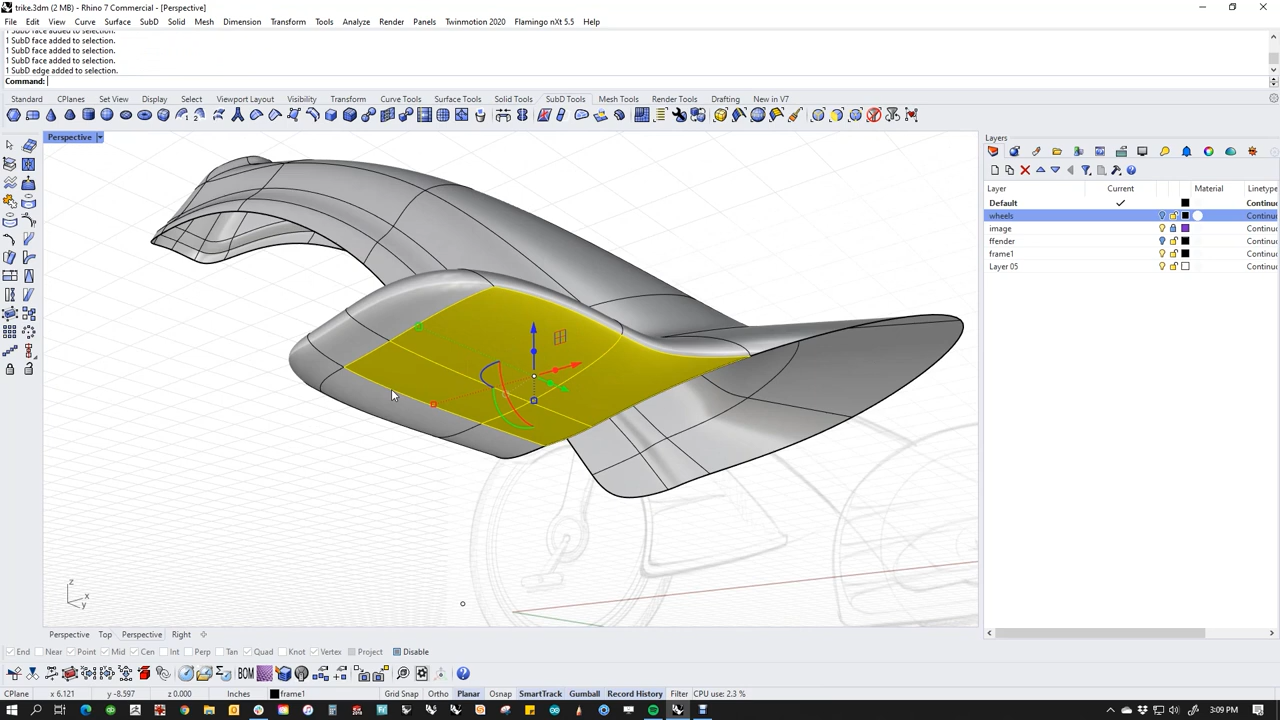 trike.3dm (2 MB) - Rhino 7 Commercial - [Perspective]
File Edit View Curve Surface SubD Solid Mesh Dimension Transform Tools Analyze Render Panels Twinmotion 2020 Flamingo nXt 5.5 Help
1 SubD face added to selection.
1 SubD face added to selection.
1 SubD face added to selection.
1 SubD face added to selection.
1 SubD edge added to selection.
Command:
Standard CPlanes Set View Display Select Viewport Layout Visibility Transform Curve Tools Surface Tools Solid Tools SubD Tools Mesh Tools Render Tools Drafting New in V7
Perspective
Layers
Layer Current Material Linetype
Default Continuc
wheels Continuc
image Continuc
ffender Continuc
frame1 Continuc
Layer 05 Continuc
z
x
y
Perspective Top Perspective Right
End Near Point Mid Cen Int Perp Tan Quad Knot Vertex Project Disable
BOM
CPlane x 6.121 y -8.597 z 0.000 Inches frame1 Grid Snap Ortho Planar Osnap SmartTrack Gumball Record History Filter CPU use: 2.3 %
3:09 PM